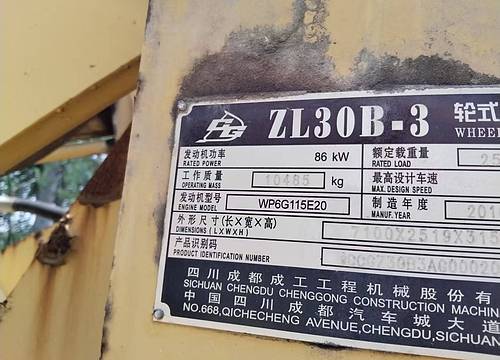 ZL30B-3 轮式
WHEEL
发动机功率 86 kW 额定载重量
RATED POWER RATED LOAD
工作质量 10485 kg 最高设计车速
OPERATING MASS MAX. DESIGN SPEED
发动机型号 WP6G115E20 制造年度 201
ENGINE MODEL MANUF. YEAR
外形尺寸(长×宽×高)
DIMENSIONS (LXWXH) 7100X2519X315
产品识别码
PRODUCT IDENTIFICATION NUMBER
四川成都成工工程机械股份有
SICHUAN CHENGDU CHENGGONG CONSTRUCTION MACHIN
中国四川成都汽车城大道
NO.668,QICHECHENG AVENUE,CHENGDU,SICHUAN